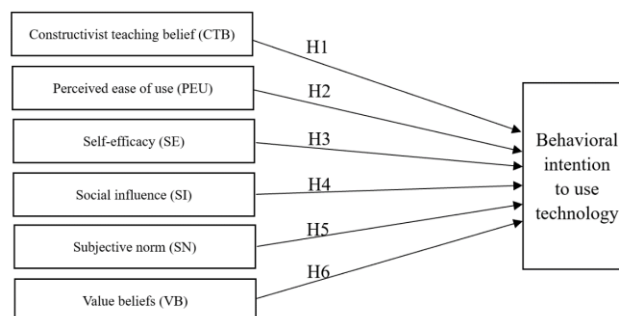 Constructivist teaching belief (CTB)
H1
Perceived ease of use (PEU)
H2
Self-efficacy (SE)
H3
Social influence (SI)
H4
Subjective norm (SN)
H5
Value beliefs (VB)
H6
Behavioral
intention
to use
technology